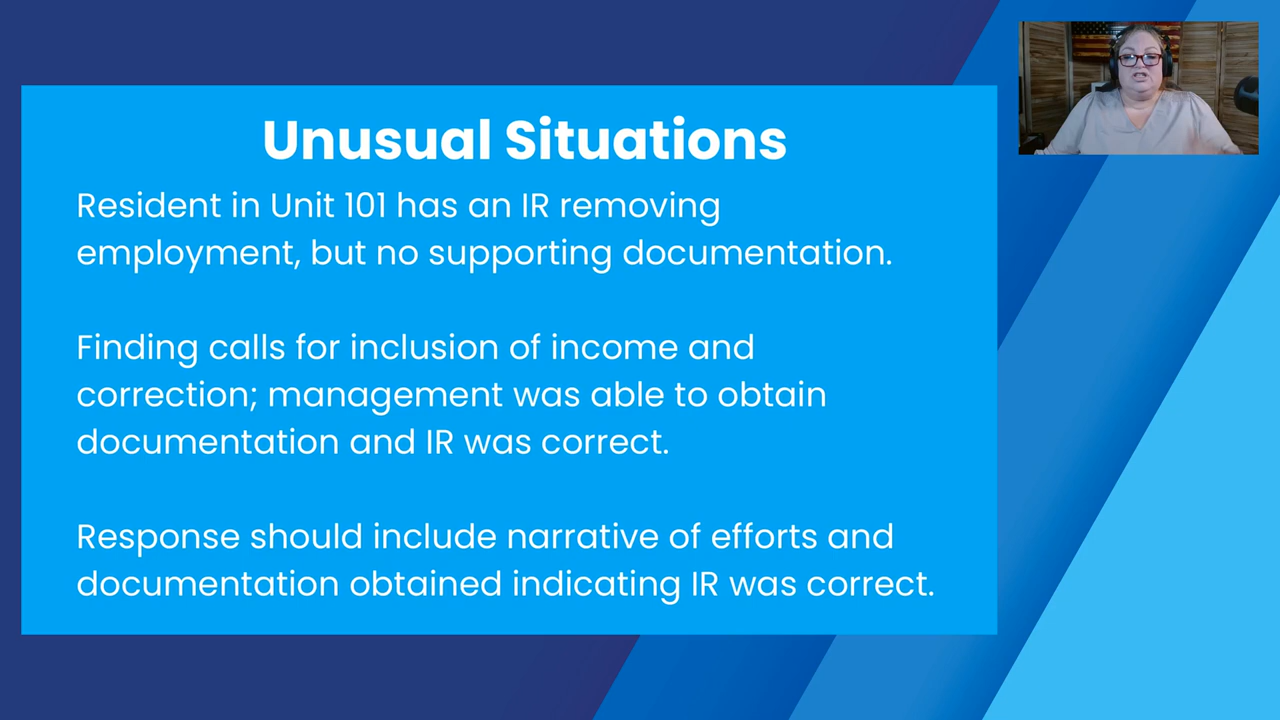 Unusual Situations
Resident in Unit 101 has an IR removing
employment, but no supporting documentation.
Finding calls for inclusion of income and
correction; management was able to obtain
documentation and IR was correct.
Response should include narrative of efforts and
documentation obtained indicating IR was correct.